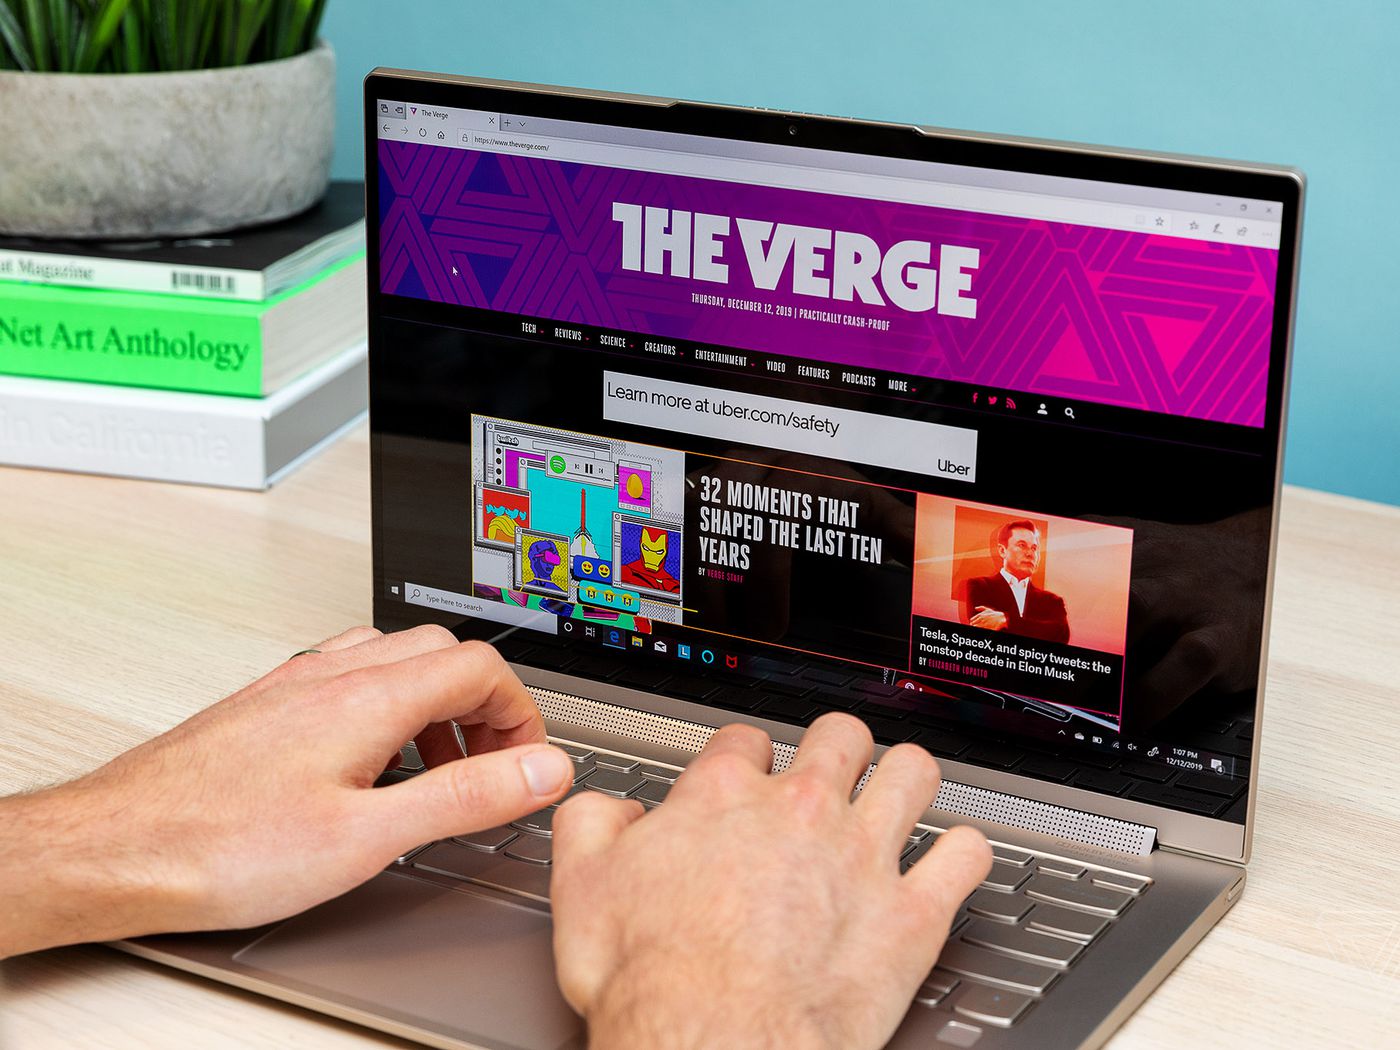 The Verge
https://www.theverge.com/
THE VERGE
THURSDAY, DECEMBER 12, 2019 | PRACTICALLY CRASH-PROOF
TECH REVIEWS SCIENCE CREATORS ENTERTAINMENT VIDEO FEATURES PODCASTS MORE
Learn more at uber.com/safety
Uber
twitch
32 MOMENTS THAT
SHAPED THE LAST TEN
YEARS
BY VERGE STAFF
Tesla, SpaceX, and spicy tweets: the
nonstop decade in Elon Musk
BY ELIZABETH LOPATTO
Type here to search
1:07 PM
12/12/2019
DOLBY ATMOS
at Magazine
Net Art Anthology
in California